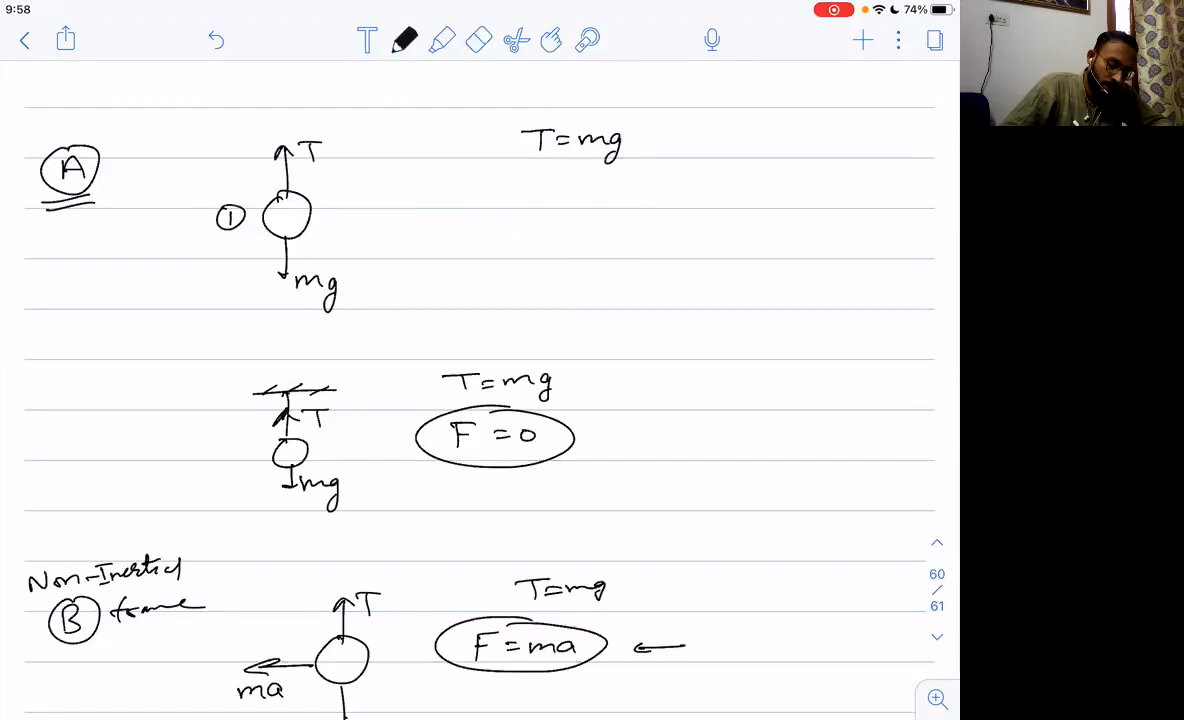 9:58
74%
T
T = mg
A
T
①
mg
T = mg
T
F = 0
mg
60
/
61
Non-Inertial
B frame
T = mg
T
F = ma
ma